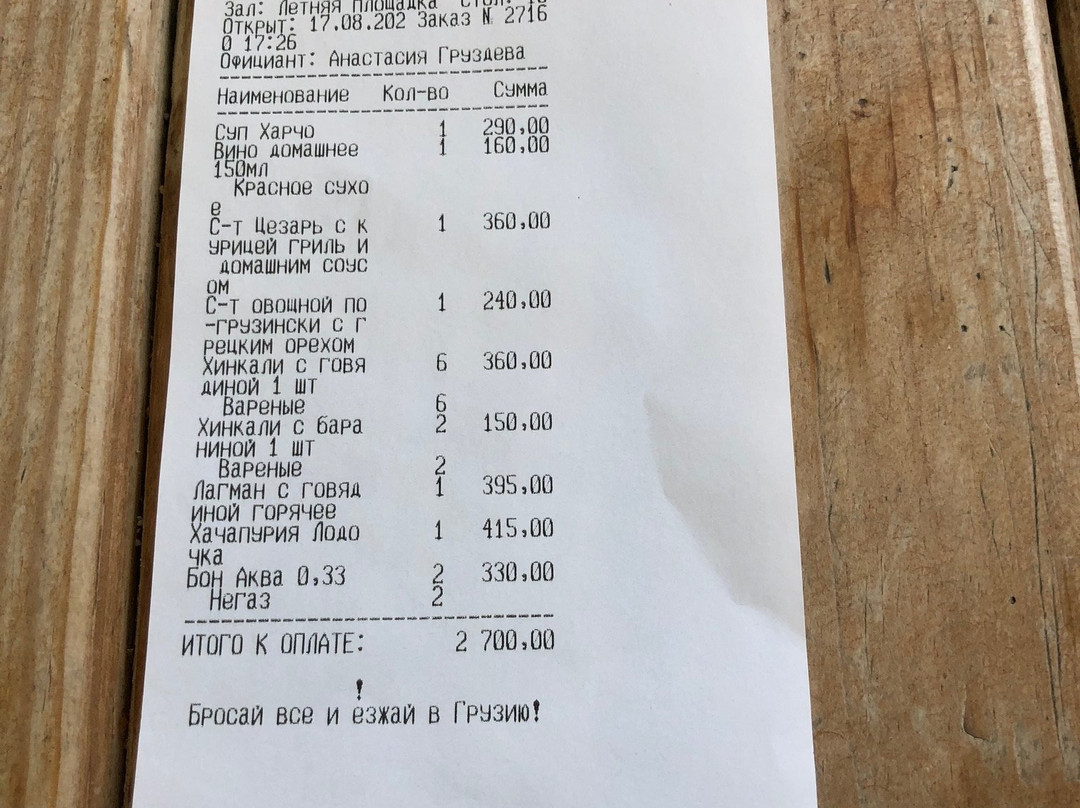 Зал: Летняя площадка Стол:
Открыт: 17.08.202 Заказ № 2716
0 17:26
Официант: Анастасия Груздева
Наименование Кол-во Сумма
Суп Харчо 1 290,00
Вино домашнее 1 160,00
150мл
Красное сухо
е
С-т Цезарь с к 1 360,00
урицей гриль и
домашним соус
ом
С-т овощной по 1 240,00
-грузински с г
рецким орехом
Хинкали с говя 6 360,00
диной 1 шт
Вареные 6
Хинкали с бара 2 150,00
ниной 1 шт
Вареные 2
Лагман с говяд 1 395,00
иной горячее
Хачапурия Лодо 1 415,00
чка
Бон Аква 0,33 2 330,00
Негаз 2
ИТОГО К ОПЛАТЕ: 2 700,00
!
Бросай все и езжай в Грузию!